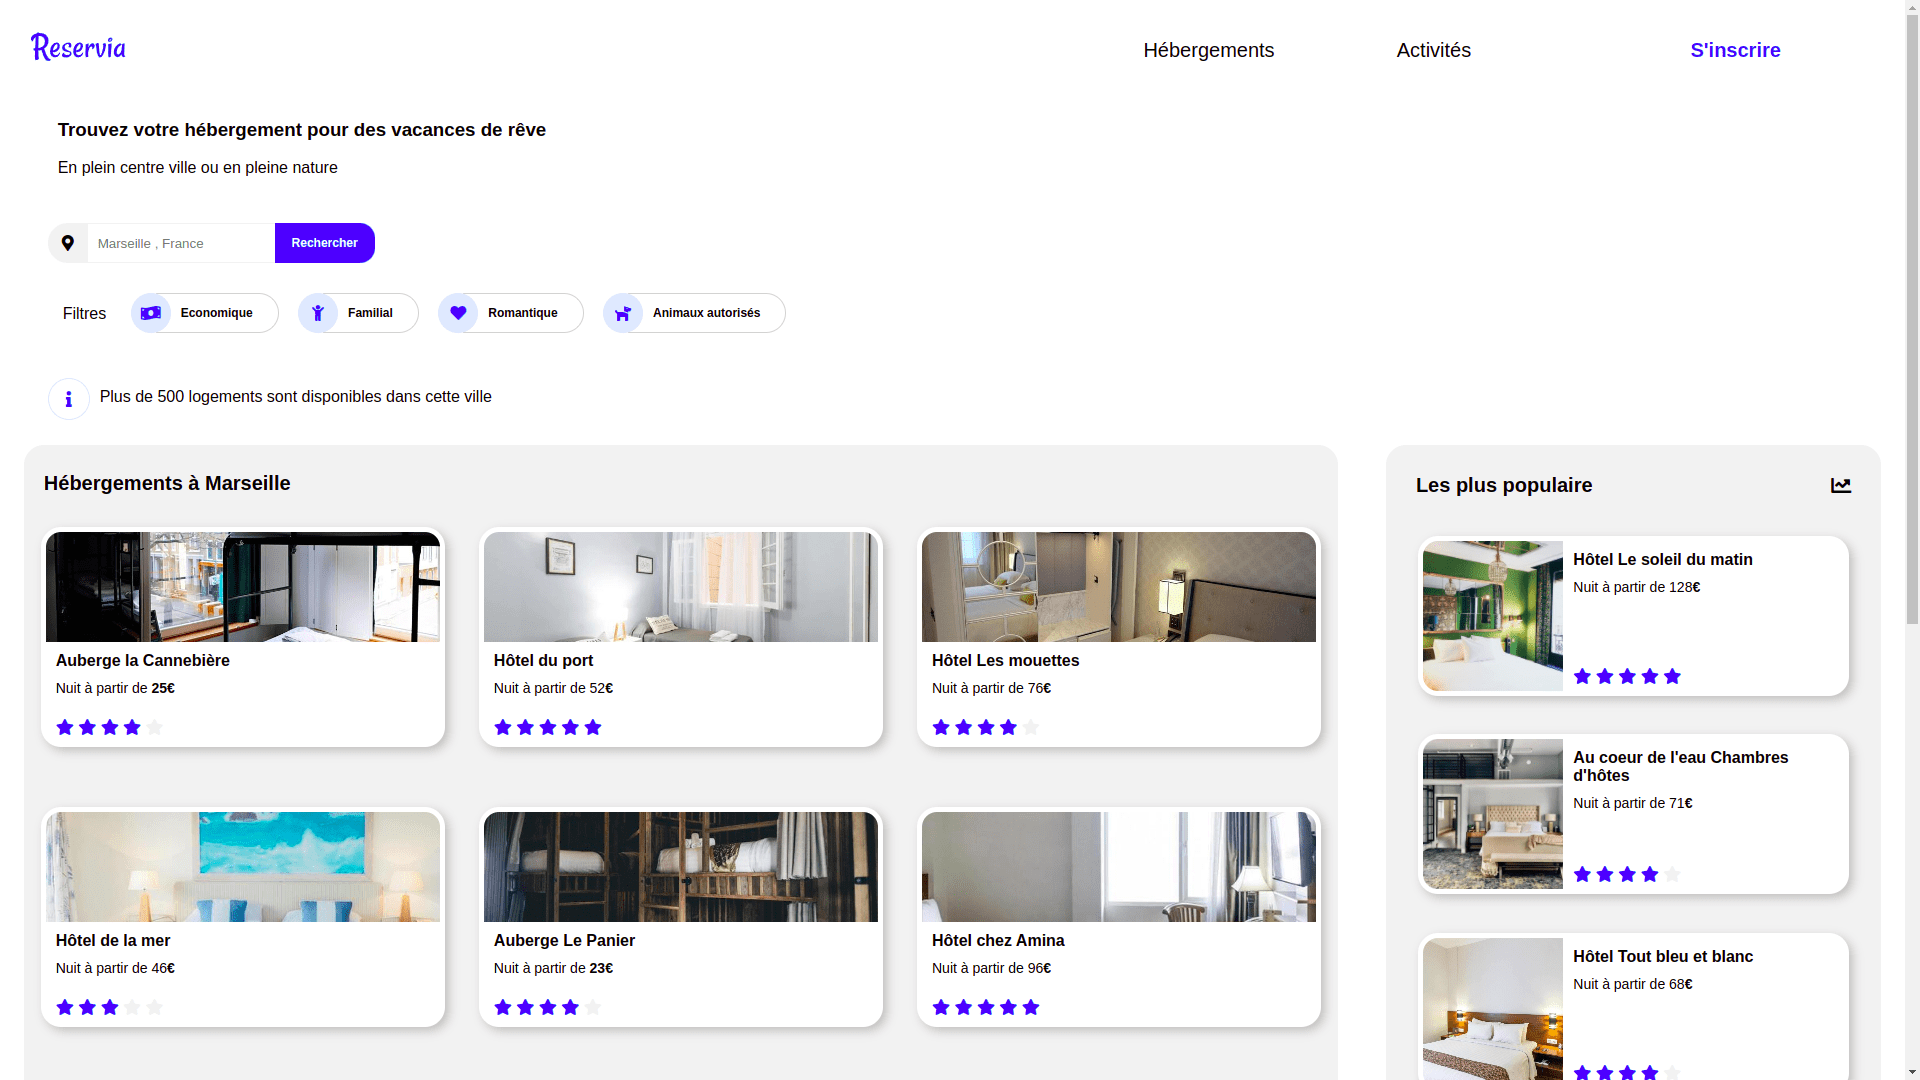 Reservia
Hébergements
Activités
S'inscrire
Trouvez votre hébergement pour des vacances de rêve
En plein centre ville ou en pleine nature
Marseille , France
Rechercher
Filtres
Economique
Familial
Romantique
Animaux autorisés
Plus de 500 logements sont disponibles dans cette ville
Hébergements à Marseille
Auberge la Cannebière
Nuit à partir de 25€
Hôtel du port
Nuit à partir de 52€
Hôtel Les mouettes
Nuit à partir de 76€
Hôtel de la mer
Nuit à partir de 46€
Auberge Le Panier
Nuit à partir de 23€
Hôtel chez Amina
Nuit à partir de 96€
Les plus populaire
Hôtel Le soleil du matin
Nuit à partir de 128€
Au coeur de l'eau Chambres
d'hôtes
Nuit à partir de 71€
Hôtel Tout bleu et blanc
Nuit à partir de 68€